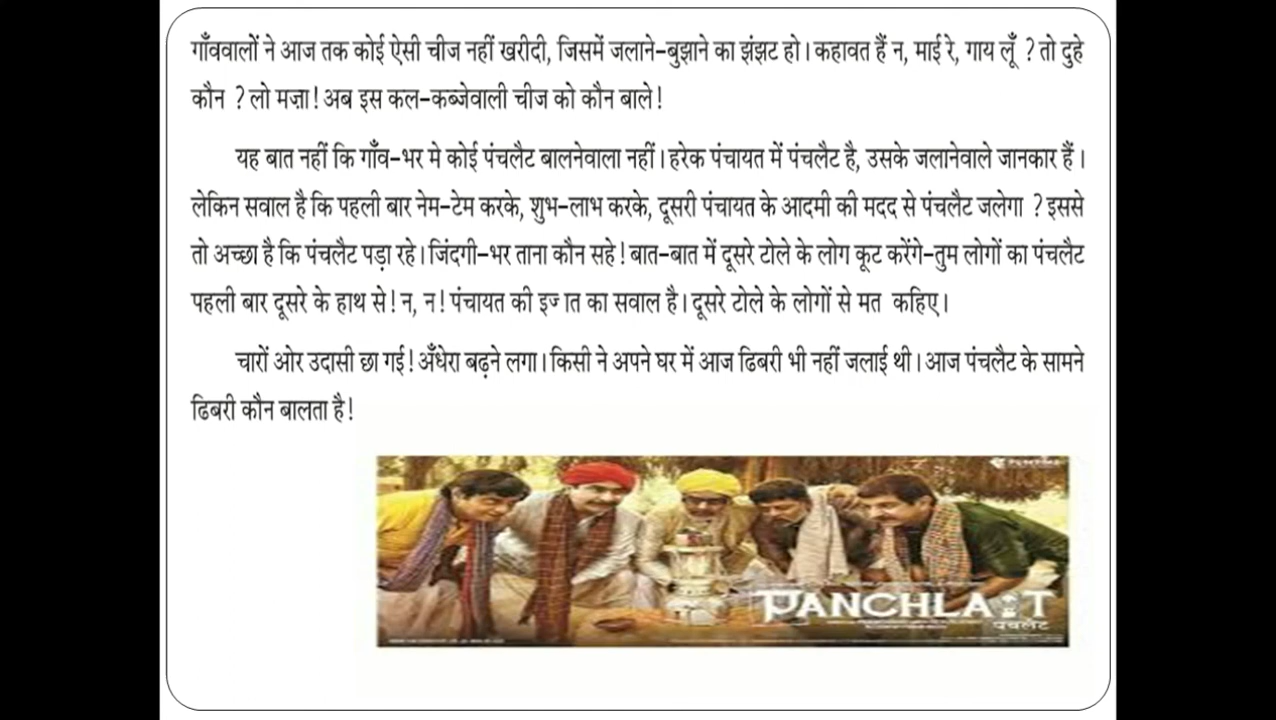 गाँववालों ने आज तक कोई ऐसी चीज नहीं खरीदी, जिसमें जलाने-बुझाने का झंझट हो। कहावत हैं न, माई रे, गाय लूँ ? तो दुहे
कौन ? लो मज़ा! अब इस कल-कब्जेवाली चीज को कौन बाले!
यह बात नहीं कि गाँव-भर मे कोई पंचलैट बालनेवाला नहीं। हरेक पंचायत में पंचलैट है, उसके जलानेवाले जानकार हैं।
लेकिन सवाल है कि पहली बार नेम-टेम करके, शुभ-लाभ करके, दूसरी पंचायत के आदमी की मदद से पंचलैट जलेगा ? इससे
तो अच्छा है कि पंचलैट पड़ा रहे। जिंदगी-भर ताना कौन सहे! बात-बात में दूसरे टोले के लोग कूट करेंगे-तुम लोगों का पंचलैट
पहली बार दूसरे के हाथ से! न, न! पंचायत की इज्ात का सवाल है। दूसरे टोले के लोगों से मत कहिए।
चारों ओर उदासी छा गई! अँधेरा बढ़ने लगा। किसी ने अपने घर में आज ढिबरी भी नहीं जलाई थी। आज पंचलैट के सामने
ढिबरी कौन बालता है!
PANCHLAIT
पंचलैट